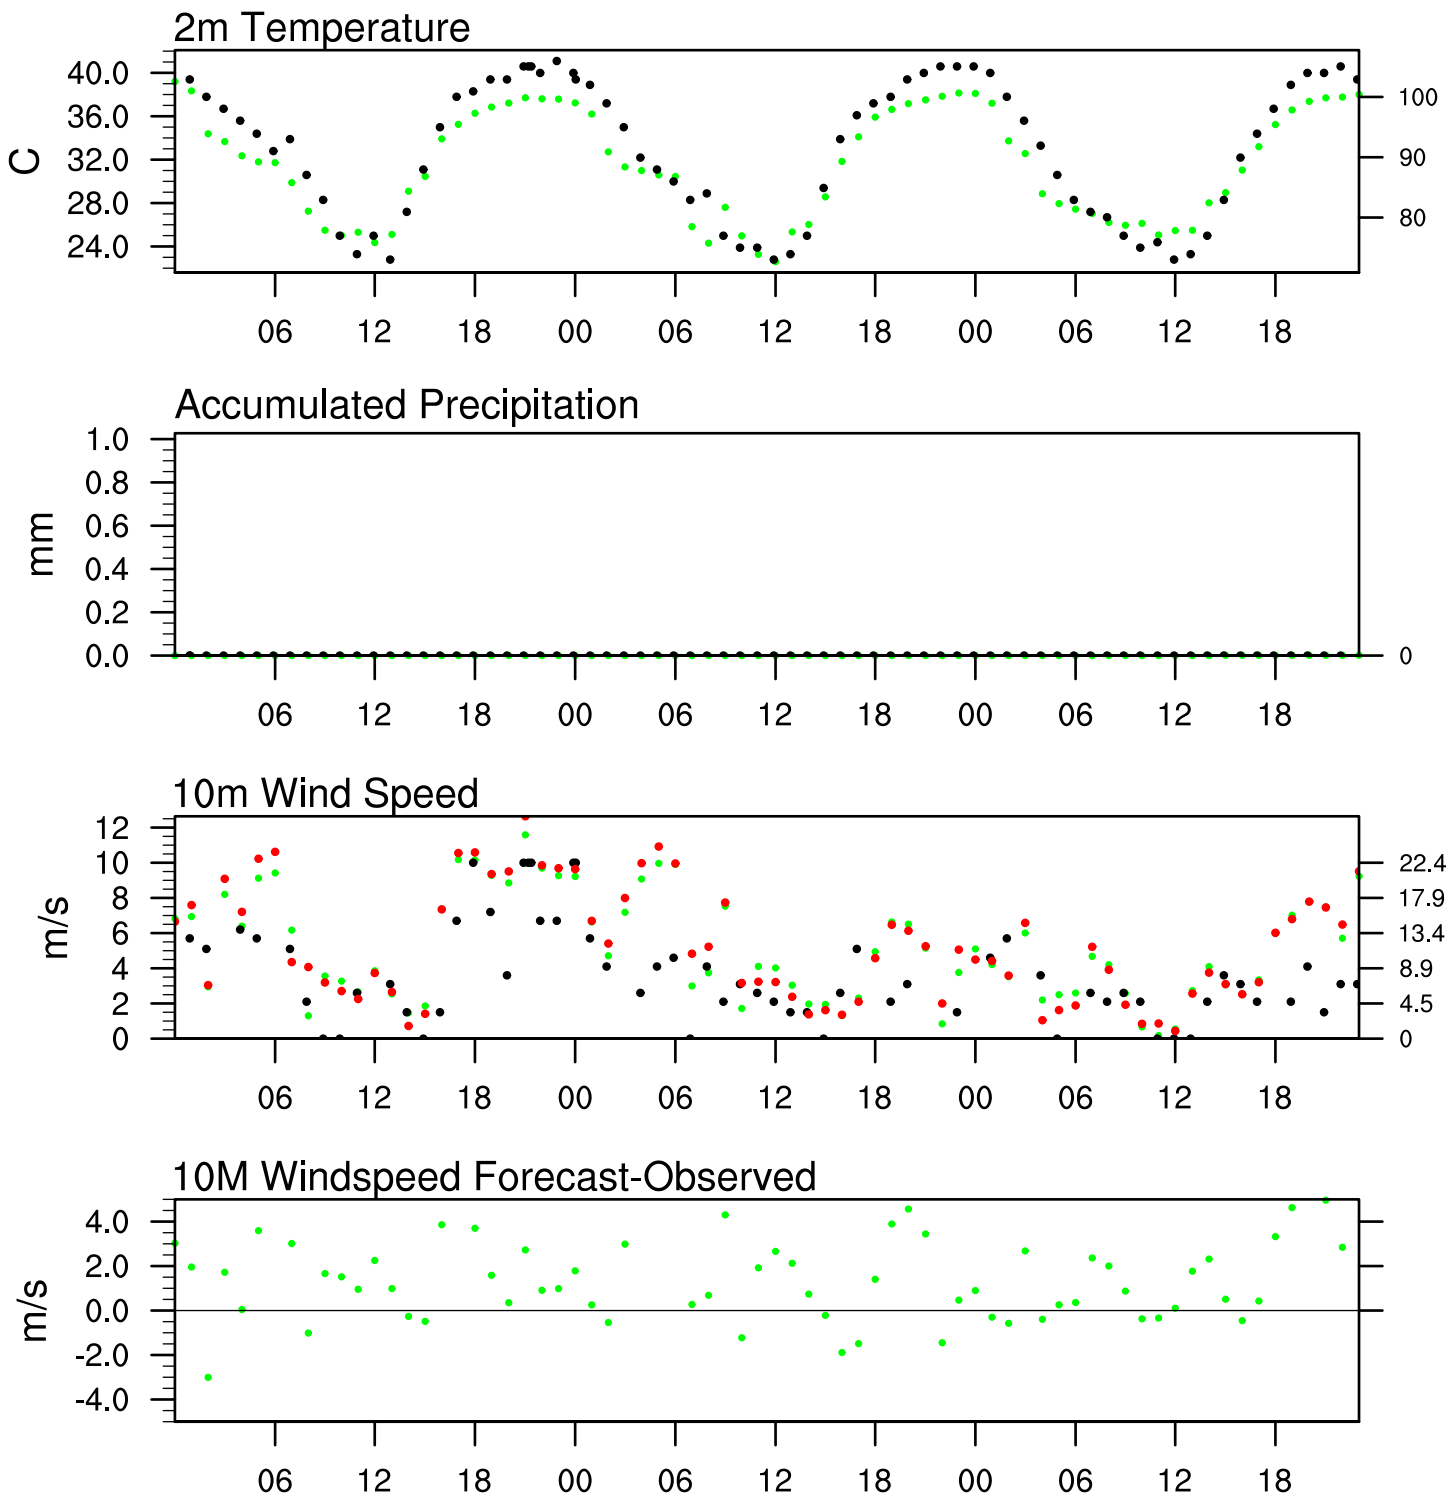 2m Temperature
40.0
36.0
32.0
28.0
24.0
C
100
90
80
06 12 18 00 06 12 18 00 06 12 18
Accumulated Precipitation
1.0
0.8
0.6
0.4
0.2
0.0
mm
0
06 12 18 00 06 12 18 00 06 12 18
10m Wind Speed
12
10
8
6
4
2
0
m/s
22.4
17.9
13.4
8.9
4.5
0
06 12 18 00 06 12 18 00 06 12 18
10M Windspeed Forecast-Observed
4.0
2.0
0.0
-2.0
-4.0
m/s
06 12 18 00 06 12 18 00 06 12 18